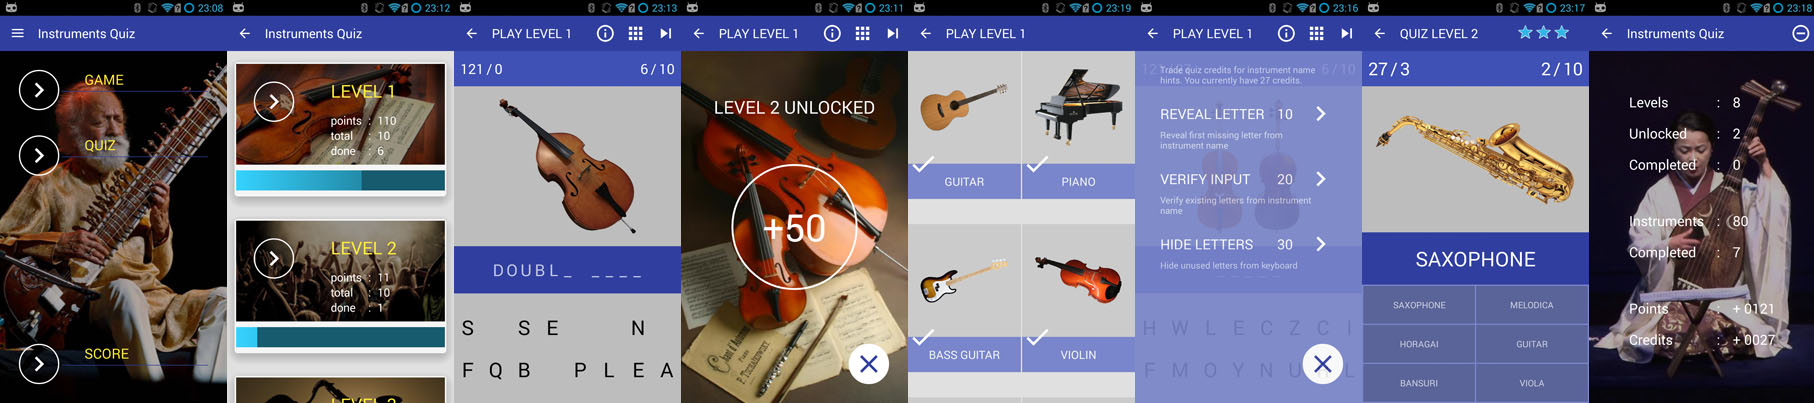 23:08
Instruments Quiz
GAME
QUIZ
SCORE
23:12
Instruments Quiz
LEVEL 1
points : 110
total : 10
done : 6
LEVEL 2
points : 11
total : 10
done : 1
LEVEL 3
23:13
PLAY LEVEL 1
121 / 0 6 / 10
DOUBL_ _ _ _ _
S S E N
F Q B P L E A
23:11
PLAY LEVEL 1
LEVEL 2 UNLOCKED
+50
23:19
PLAY LEVEL 1
GUITAR PIANO
BASS GUITAR VIOLIN
23:16
PLAY LEVEL 1
Trade quiz credits for instrument name
hints. You currently have 27 credits.
REVEAL LETTER 10
Reveal first missing letter from
instrument name
VERIFY INPUT 20
Verify existing letters from instrument
name
HIDE LETTERS 30
Hide unused letters from keyboard
H W L E C Z C I
F M O Y N U L
23:17
QUIZ LEVEL 2
27 / 3 2 / 10
SAXOPHONE
SAXOPHONE MELODICA
HORAGAI GUITAR
BANSURI VIOLA
23:18
Instruments Quiz
Levels : 8
Unlocked : 2
Completed : 0
Instruments : 80
Completed : 7
Points : + 0121
Credits : + 0027